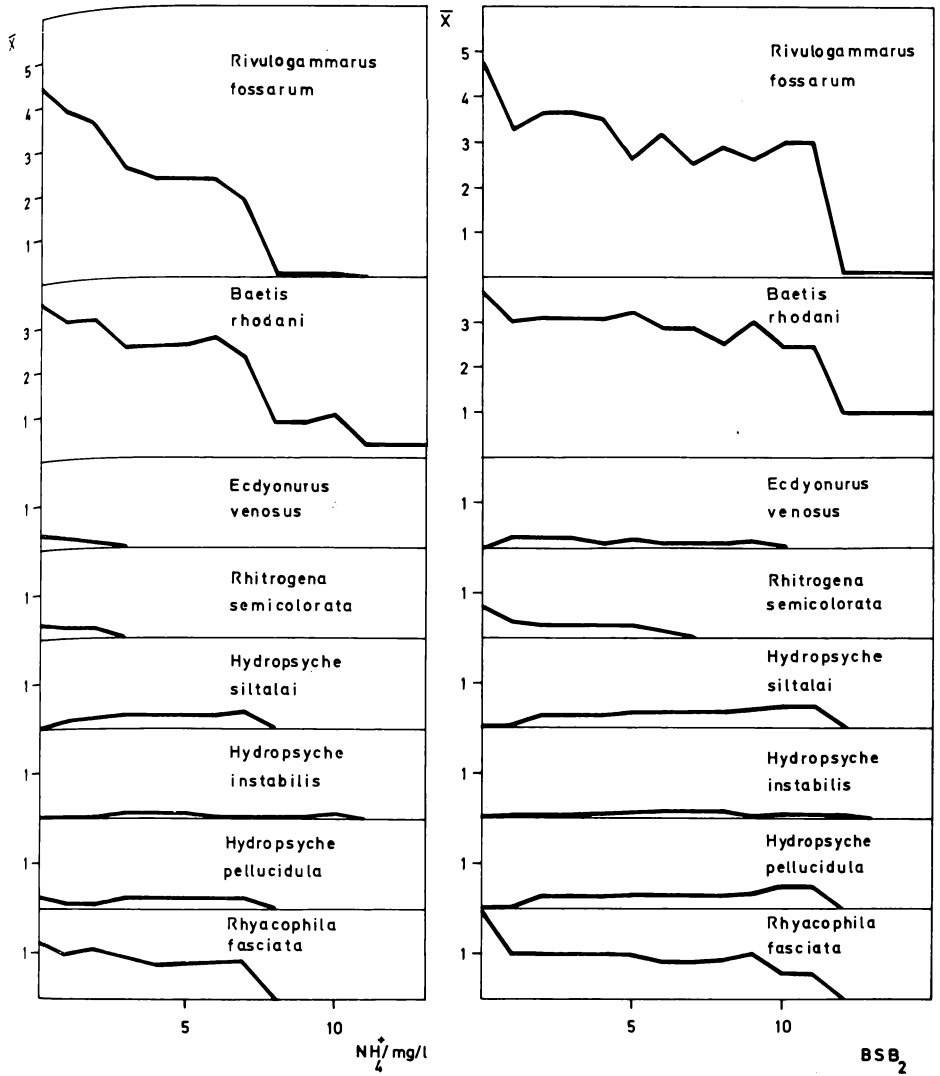 X̄
5
4
3
2
1
Rivulogammarus
fossarum
3
2
1
Baetis
rhodani
1
Ecdyonurus
venosus
1
Rhitrogena
semicolorata
1
Hydropsyche
siltalai
1
Hydropsyche
instabilis
1
Hydropsyche
pellucidula
1
Rhyacophila
fasciata
5 10
NH₄⁺/mg/l
X̄
5
4
3
2
1
Rivulogammarus
fossarum
3
2
1
Baetis
rhodani
1
Ecdyonurus
venosus
1
Rhitrogena
semicolorata
1
Hydropsyche
siltalai
1
Hydropsyche
instabilis
1
Hydropsyche
pellucidula
1
Rhyacophila
fasciata
5 10
BSB₂